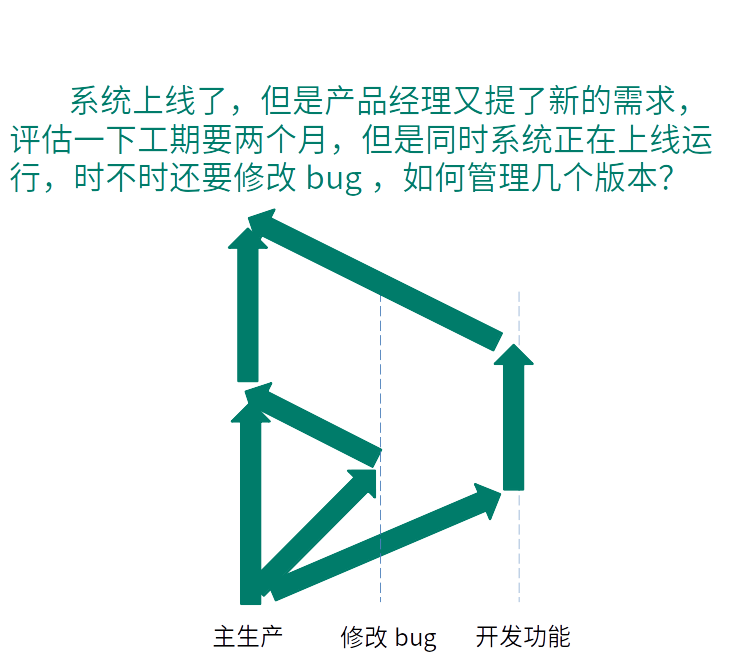 系统上线了，但是产品经理又提了新的需求，
评估一下工期要两个月，但是同时系统正在上线运
行，时不时还要修改 bug ，如何管理几个版本？
主生产
修改 bug
开发功能